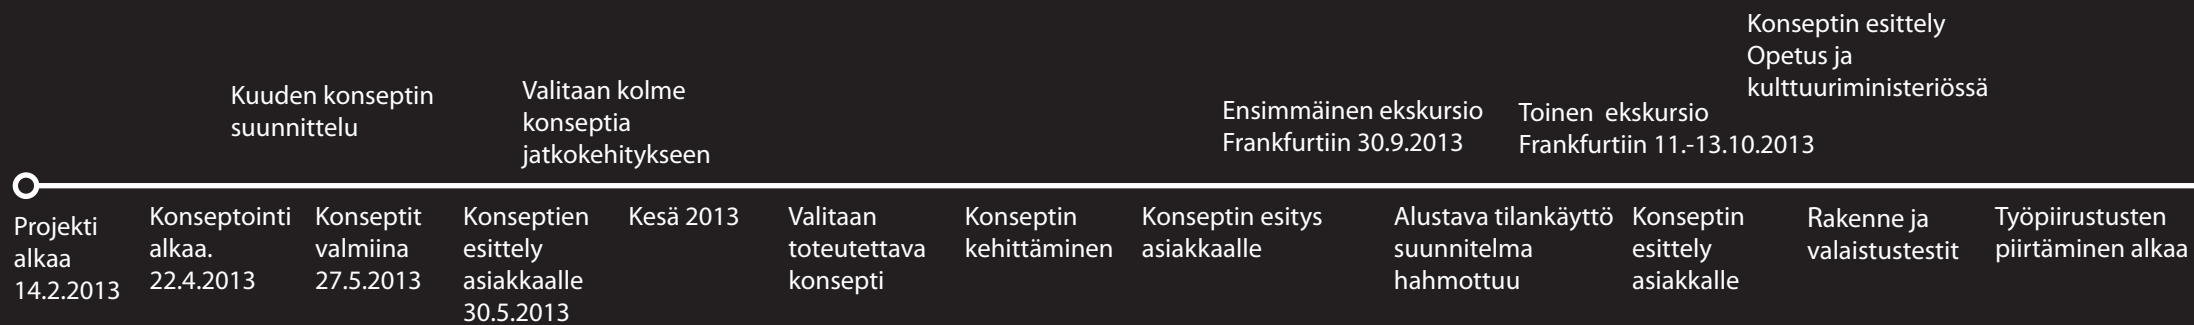 Kuuden konseptin
suunnittelu
Valitaan kolme
konseptia
jatkokehitykseen
Ensimmäinen ekskursio
Frankfurtiin 30.9.2013
Toinen  ekskursio
Frankfurtiin 11.-13.10.2013
Konseptin esittely
Opetus ja
kulttuuriministeriössä
Projekti
alkaa
14.2.2013
Konseptointi
alkaa.
22.4.2013
Konseptit
valmiina
27.5.2013
Konseptien
esittely
asiakkaalle
30.5.2013
Kesä 2013
Valitaan
toteutettava
konsepti
Konseptin
kehittäminen
Konseptin esitys
asiakkaalle
Alustava tilankäyttö
suunnitelma
hahmottuu
Konseptin
esittely
asiakkalle
Rakenne ja
valaistustestit
Työpiirustusten
piirtäminen alkaa